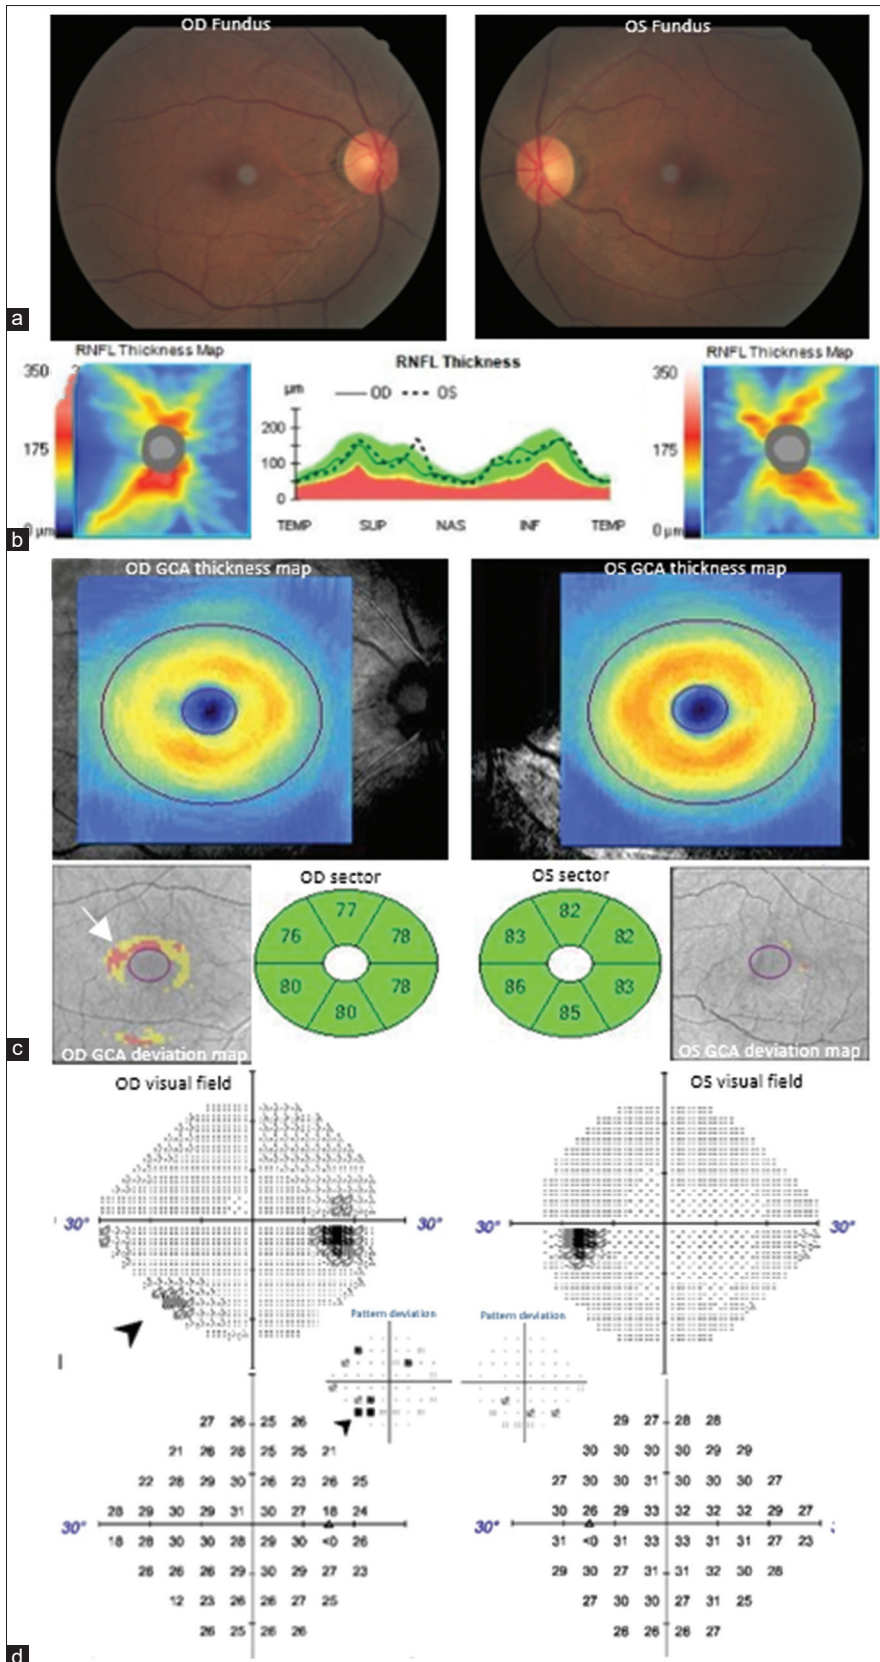 OD Fundus OS Fundus
a
RNFL Thickness Map RNFL Thickness RNFL Thickness Map
350 350
µm OD OS
200
175 100 175
0
0 µm 0 µm
TEMP SUP NAS INF TEMP
b
OD GCA thickness map OS GCA thickness map
OD sector OS sector
77 82
76 78 83 82
80 78 86 83
80 85
OD GCA deviation map OS GCA deviation map
c
OD visual field OS visual field
30° 30° 30° 30°
Pattern deviation Pattern deviation
27 26 25 26 29 27 28 28
21 26 28 25 25 21 30 30 30 30 29 29
22 28 29 30 26 23 26 25 27 30 30 31 30 30 30 27
28 29 30 29 31 30 27 18 24 30 26 29 33 32 32 32 29 27
30° 30°
18 28 30 30 28 29 30 <0 26 31 <0 31 33 33 31 31 27 23
26 26 26 29 30 29 27 23 29 30 27 31 31 32 30 28
12 23 26 26 27 25 27 30 30 27 31 25
26 25 26 26 26 26 26 27
d